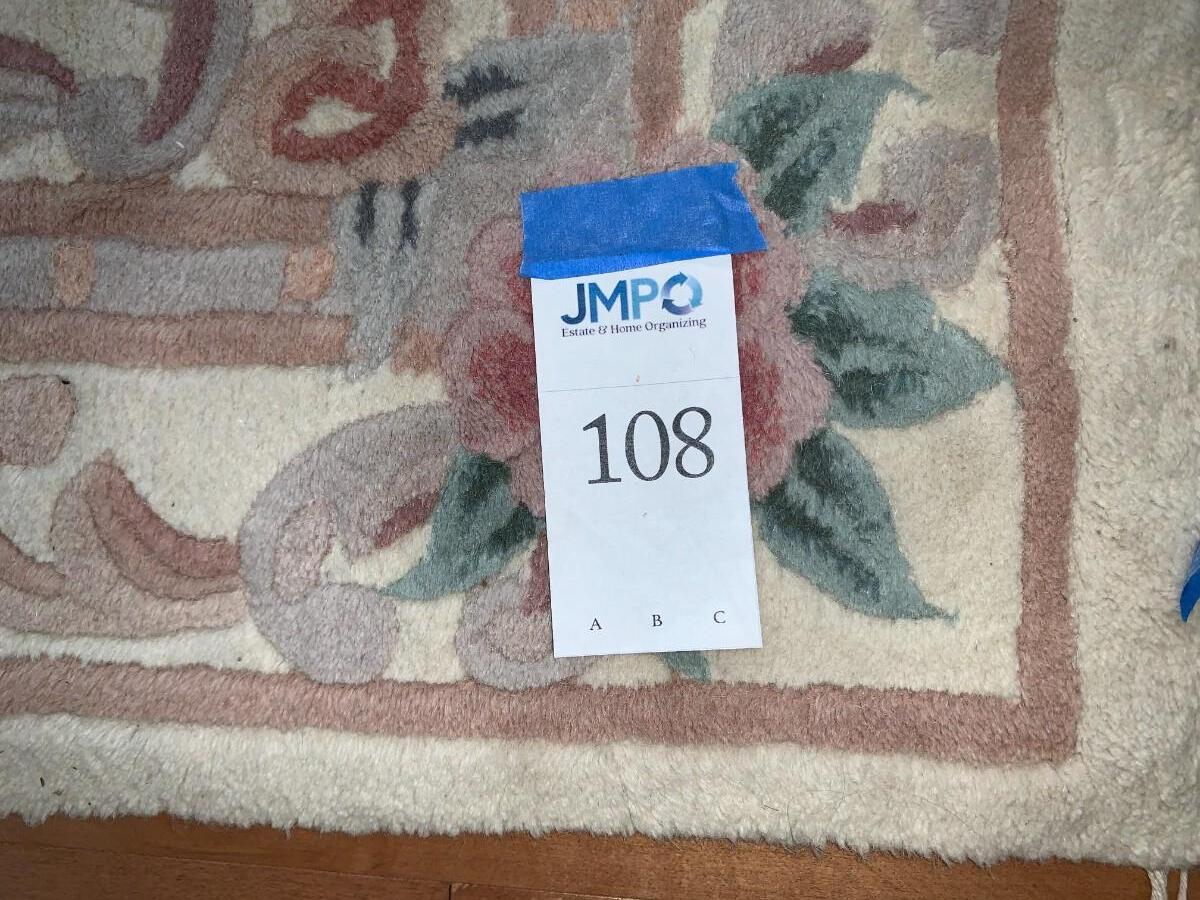 JMPO
Estate & Home Organizing
108
A B C